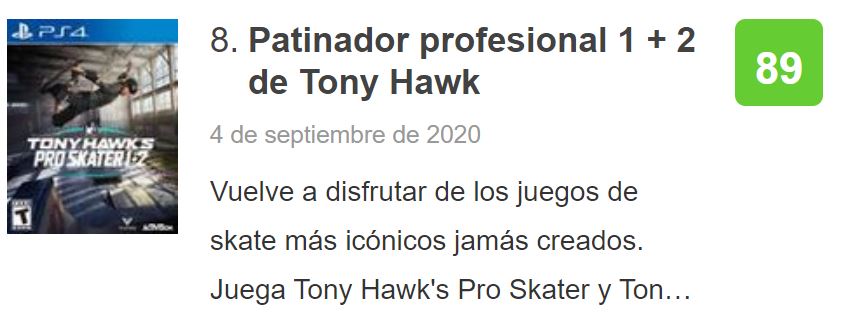 PS4
TONY HAWK'S
PRO SKATER 1+2
T
ACTIVISION
8. Patinador profesional 1 + 2
de Tony Hawk
89
4 de septiembre de 2020
Vuelve a disfrutar de los juegos de
skate más icónicos jamás creados.
Juega Tony Hawk's Pro Skater y Ton…